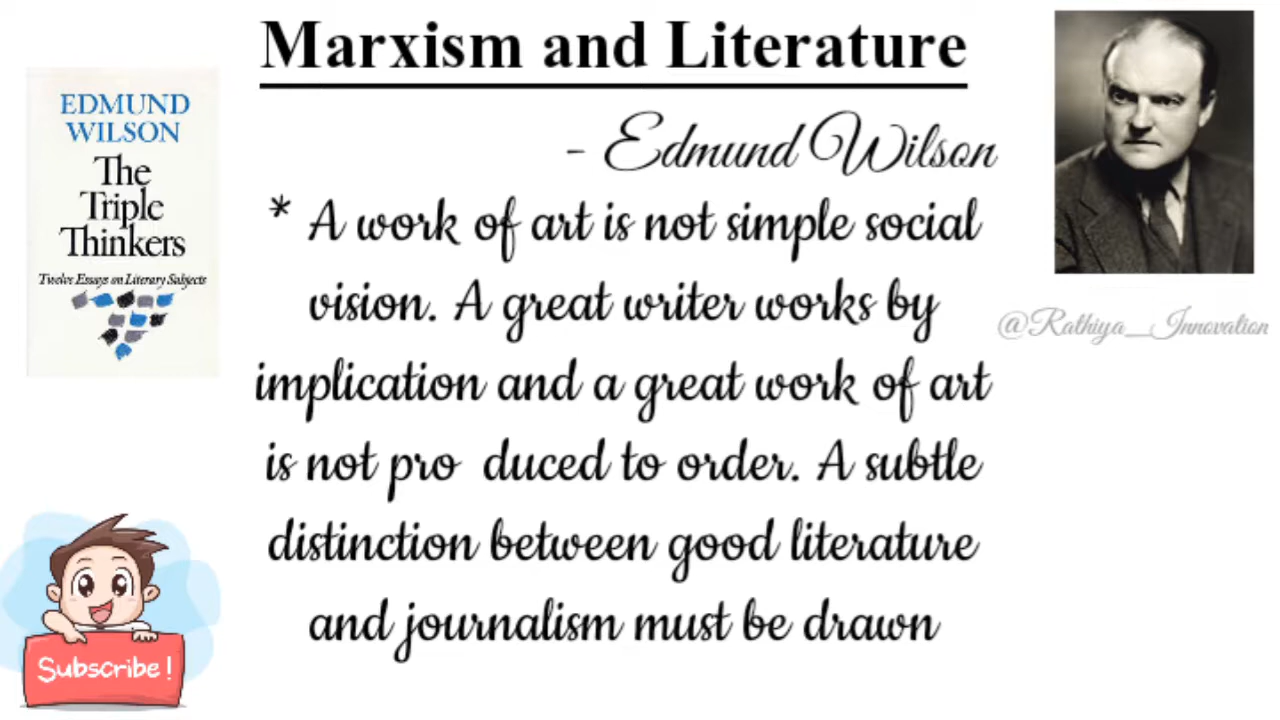 Marxism and Literature
- Edmund Wilson
EDMUND
WILSON
The
Triple
Thinkers
Twelve Essays on Literary Subjects
* A work of art is not simple social
vision. A great writer works by
implication and a great work of art
is not pro duced to order. A subtle
distinction between good literature
and journalism must be drawn
@Rathiya_Innovation
Subscribe!